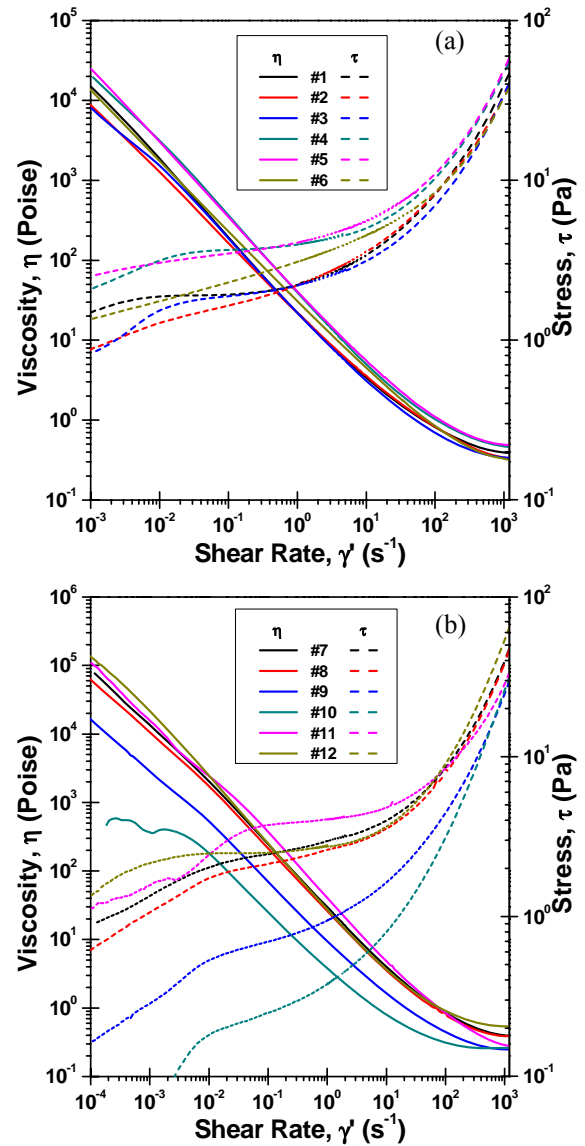 (a)
η τ
#1
#2
#3
#4
#5
#6
10^5
10^4
10^3
10^2
10^1
10^0
10^-1
10^2
10^1
10^0
10^-1
Viscosity, η (Poise)
Stress, τ (Pa)
10^-3 10^-2 10^-1 10^0 10^1 10^2 10^3
Shear Rate, γ' (s^-1)
(b)
η τ
#7
#8
#9
#10
#11
#12
10^6
10^5
10^4
10^3
10^2
10^1
10^0
10^-1
10^2
10^1
10^0
10^-1
Viscosity, η (Poise)
Stress, τ (Pa)
10^-4 10^-3 10^-2 10^-1 10^0 10^1 10^2 10^3
Shear Rate, γ' (s^-1)